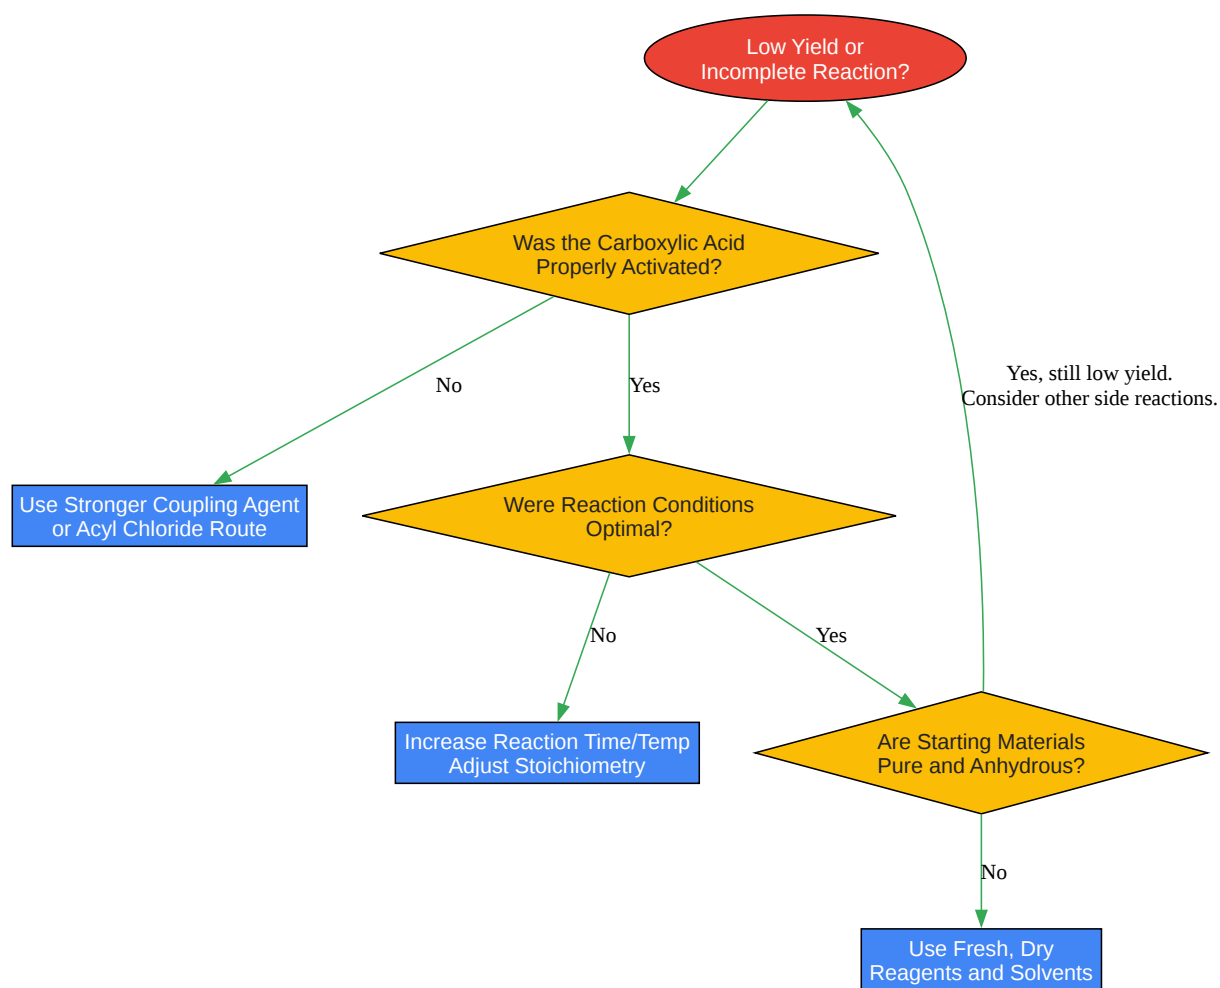 Low Yield or
Incomplete Reaction?
Was the Carboxylic Acid
Properly Activated?
Yes, still low yield.
Consider other side reactions.
No
Yes
Use Stronger Coupling Agent
or Acyl Chloride Route
Were Reaction Conditions
Optimal?
No
Yes
Increase Reaction Time/Temp
Adjust Stoichiometry
Are Starting Materials
Pure and Anhydrous?
No
Use Fresh, Dry
Reagents and Solvents